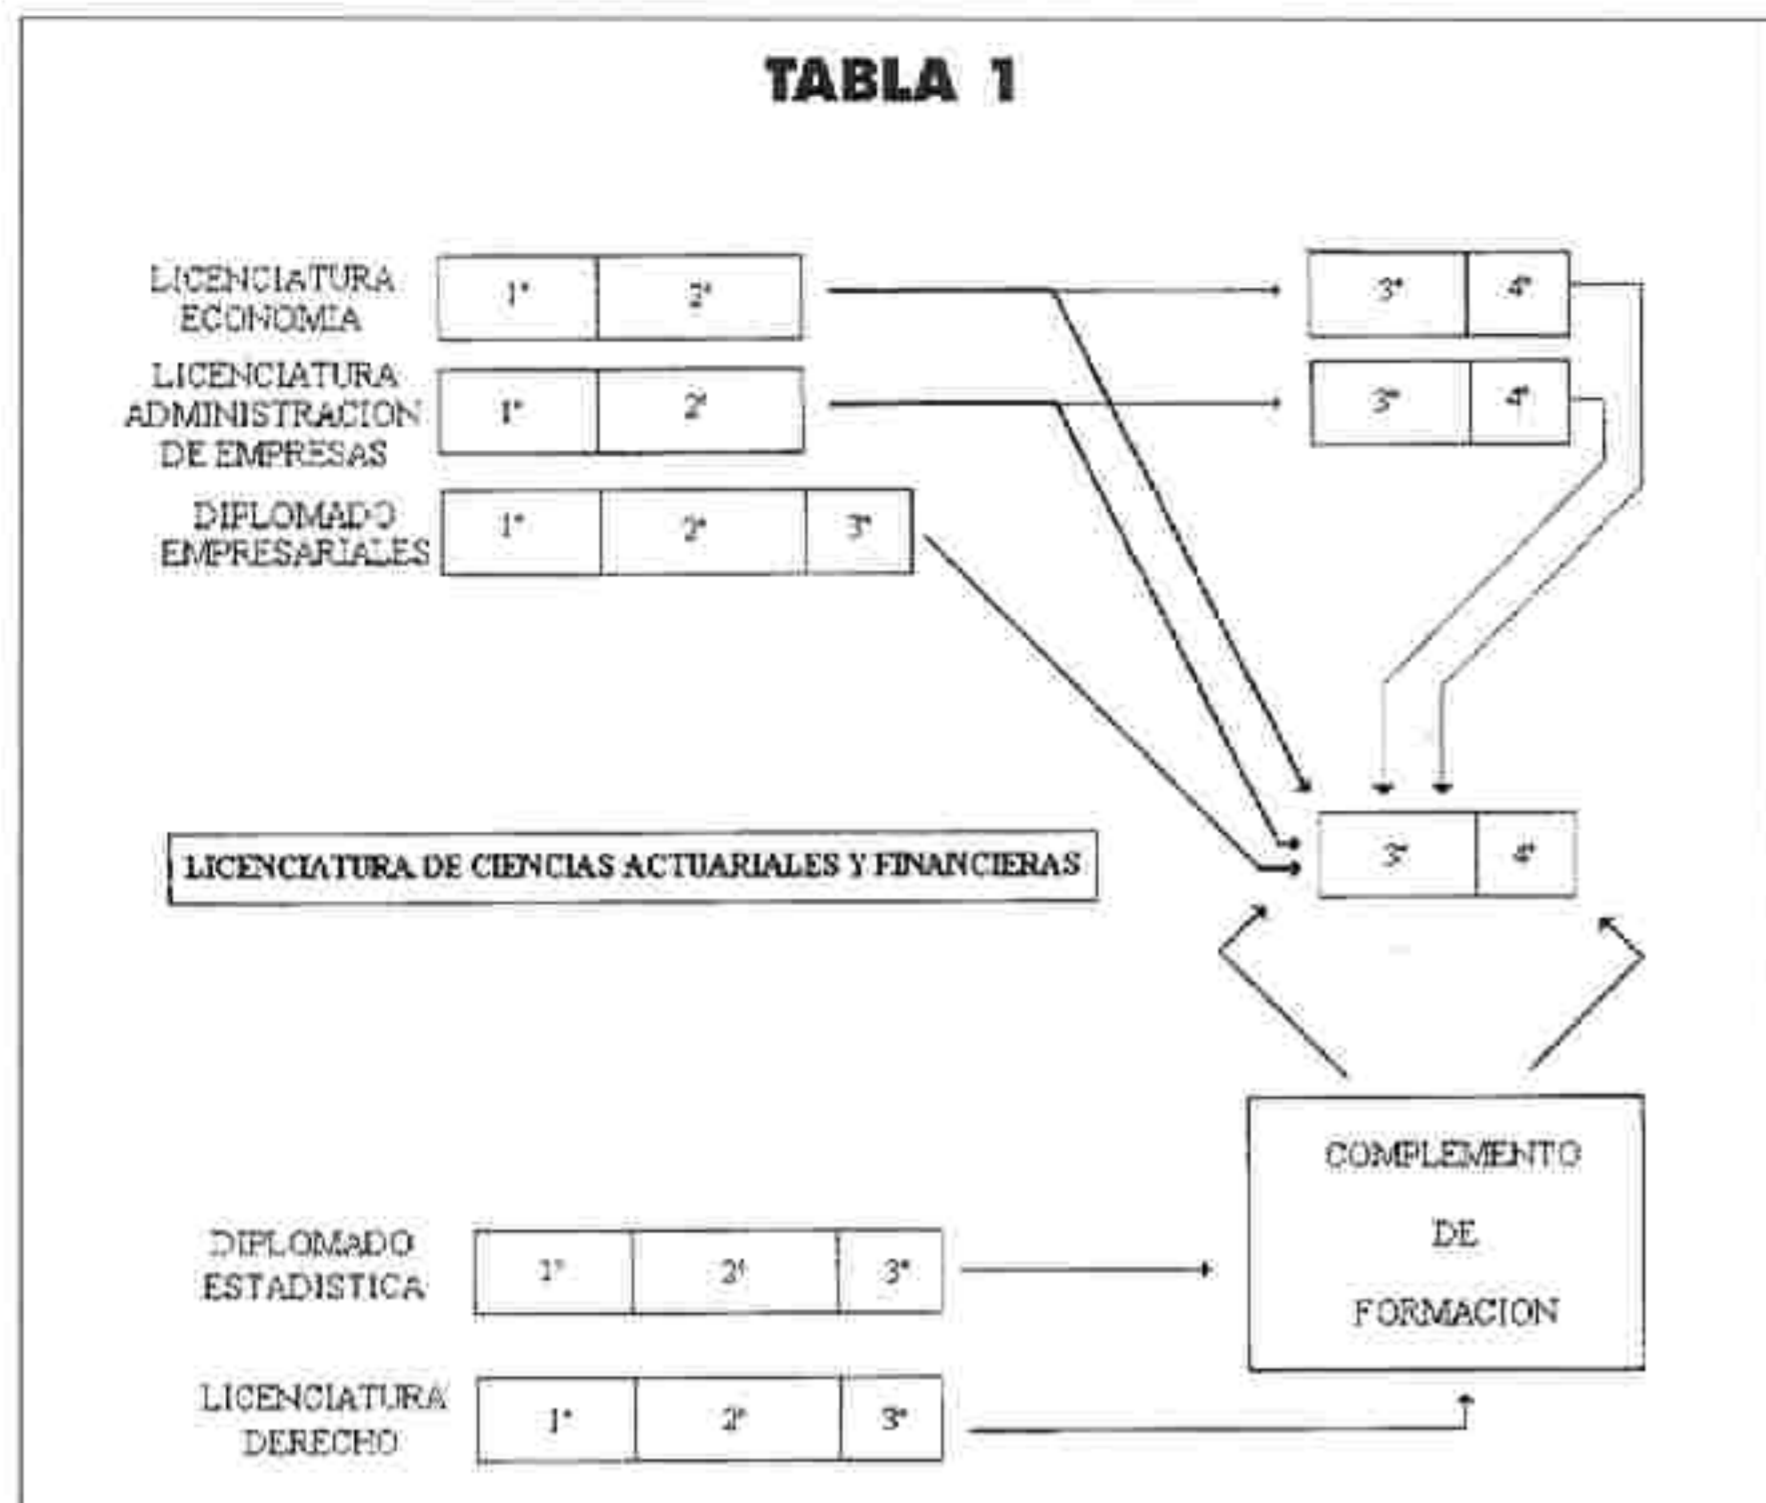 TABLA 1
LICENCIATURA
ECONOMIA
1º 2º
3º 4º
LICENCIATURA
ADMINISTRACION
DE EMPRESAS
1º 2º
3º 4º
DIPLOMADO
EMPRESARIALES
1º 2º 3º
LICENCIATURA DE CIENCIAS ACTUARIALES Y FINANCIERAS
3º 4º
COMPLEMENTO
DE
FORMACION
DIPLOMADO
ESTADISTICA
1º 2º 3º
LICENCIATURA
DERECHO
1º 2º 3º